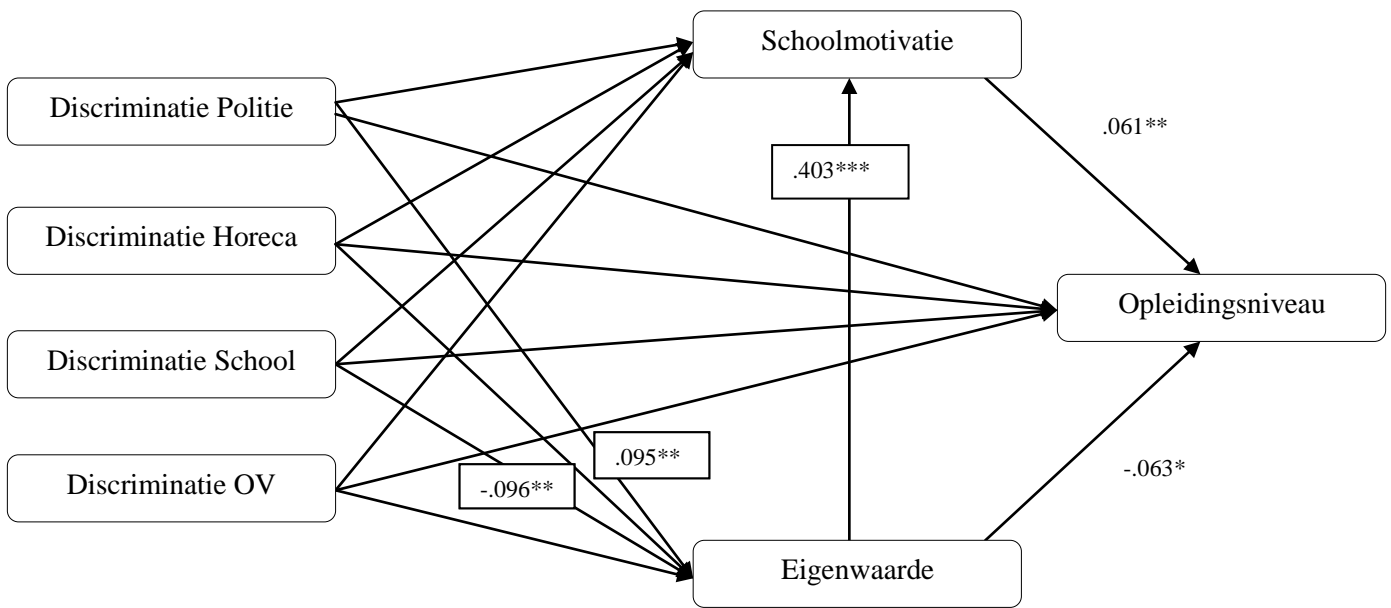 Schoolmotivatie
Discriminatie Politie
.061**
.403***
Discriminatie Horeca
Opleidingsniveau
Discriminatie School
.095**
-.096**
-.063*
Discriminatie OV
Eigenwaarde